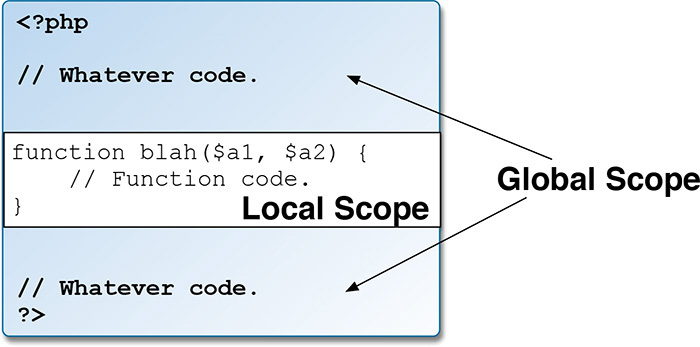 <?php
// Whatever code.
function blah($a1, $a2) {
// Function code.
}
Local Scope
Global Scope
// Whatever code.
?>